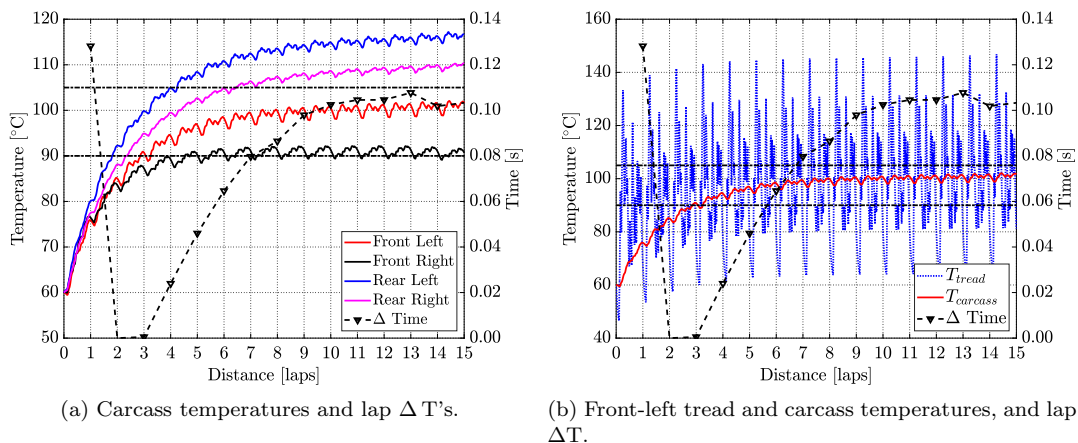 120
110
100
90
80
70
60
50
Temperature [°C]
0.14
0.12
0.10
0.08
0.06
0.04
0.02
0.00
Time [s]
Front Left
Front Right
Rear Left
Rear Right
Δ Time
0 1 2 3 4 5 6 7 8 9 10 11 12 13 14 15
Distance [laps]
(a) Carcass temperatures and lap Δ T's.
160
140
120
100
80
60
40
Temperature [°C]
0.14
0.12
0.10
0.08
0.06
0.04
0.02
0.00
Time [s]
T_tread
T_carcass
Δ Time
0 1 2 3 4 5 6 7 8 9 10 11 12 13 14 15
Distance [laps]
(b) Front-left tread and carcass temperatures, and lap
ΔT.